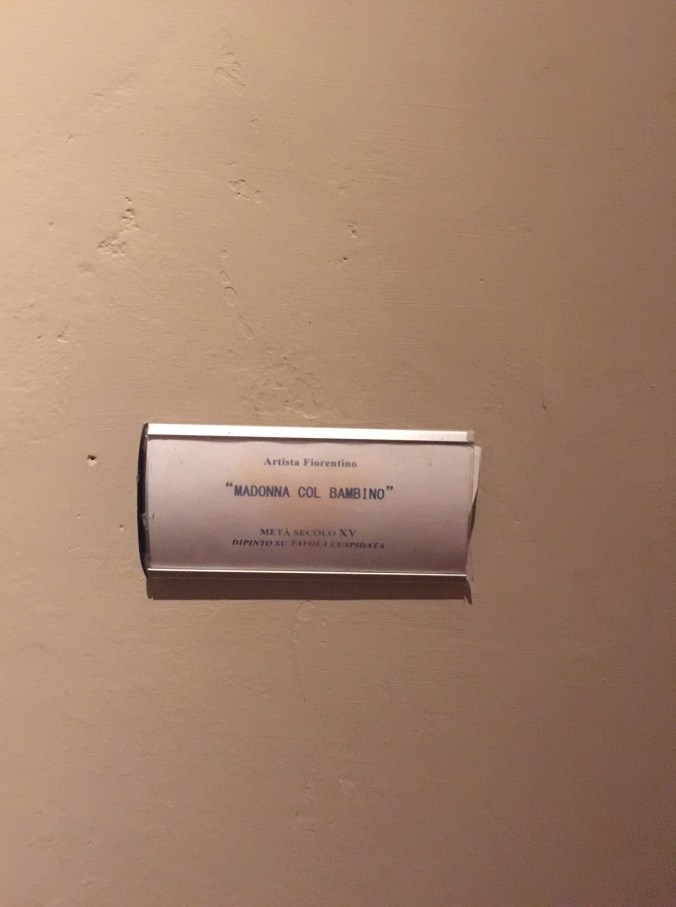 Artista Fiorentino
“MADONNA COL BAMBINO”
METÀ SECOLO XV
DIPINTO SU TAVOLA CUSPIDATA